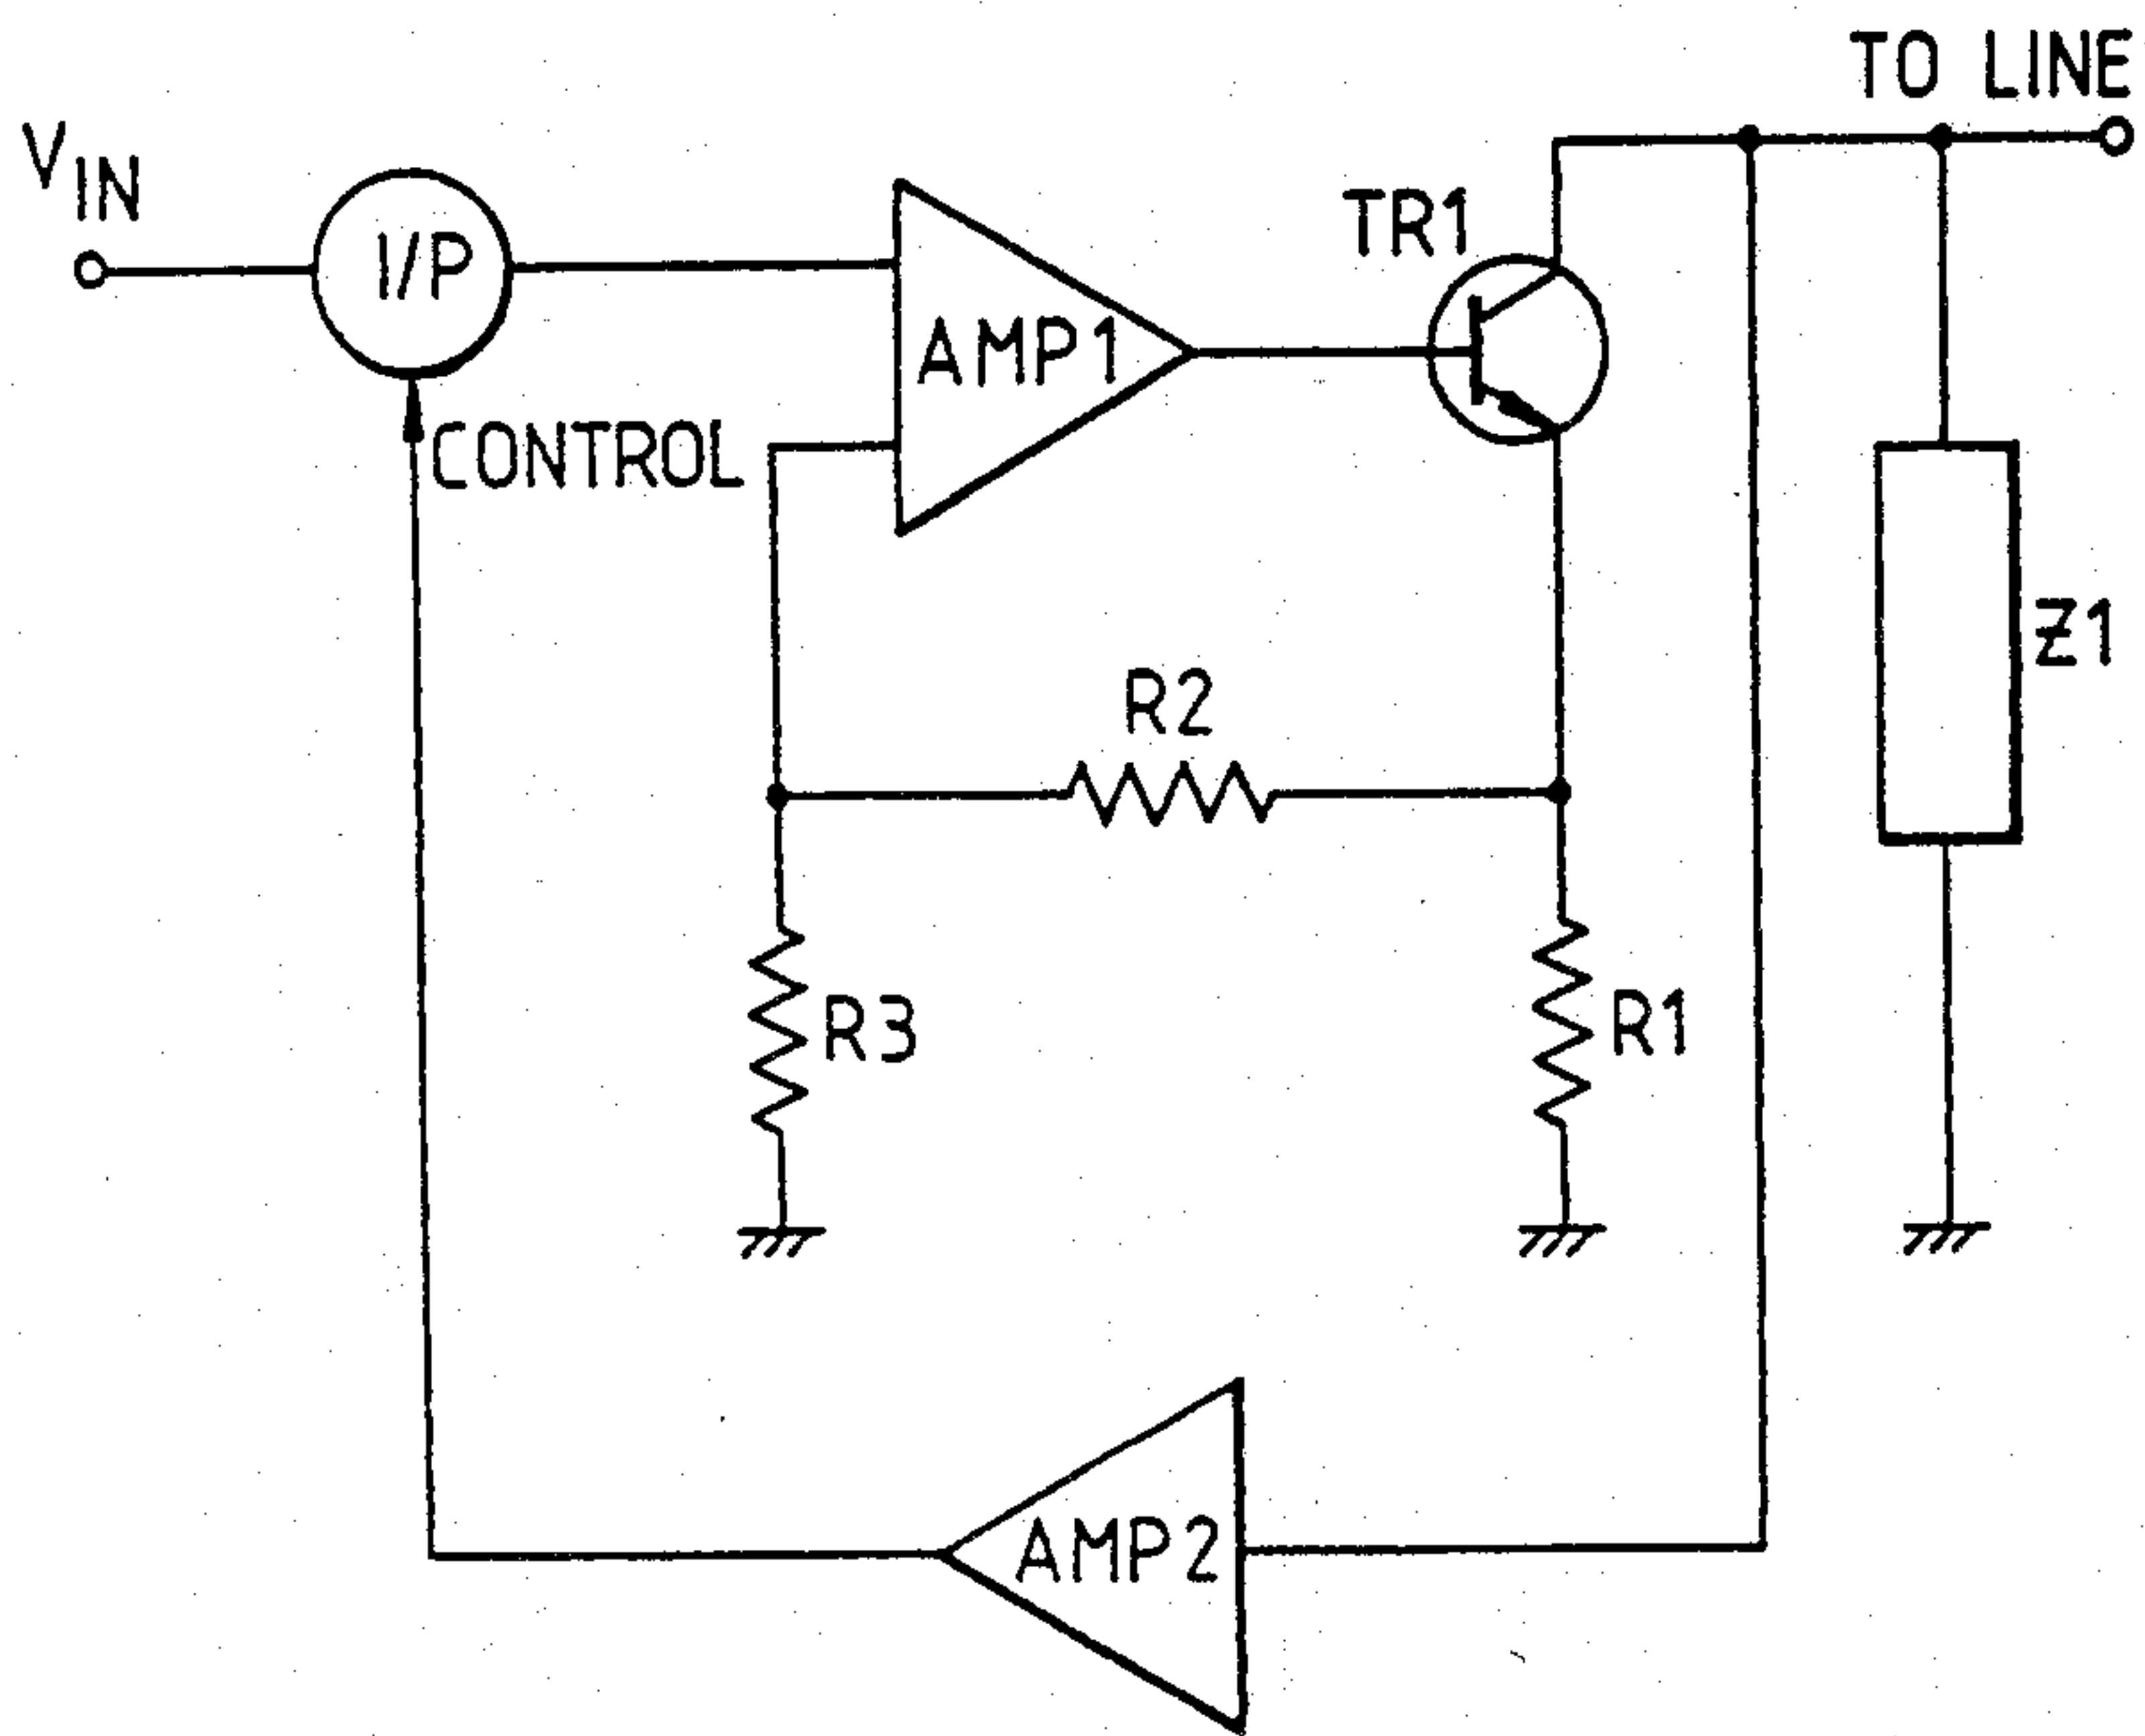 TO LINE
VIN
I/P
TR1
AMP1
CONTROL
Z1
R2
R3
R1
AMP2